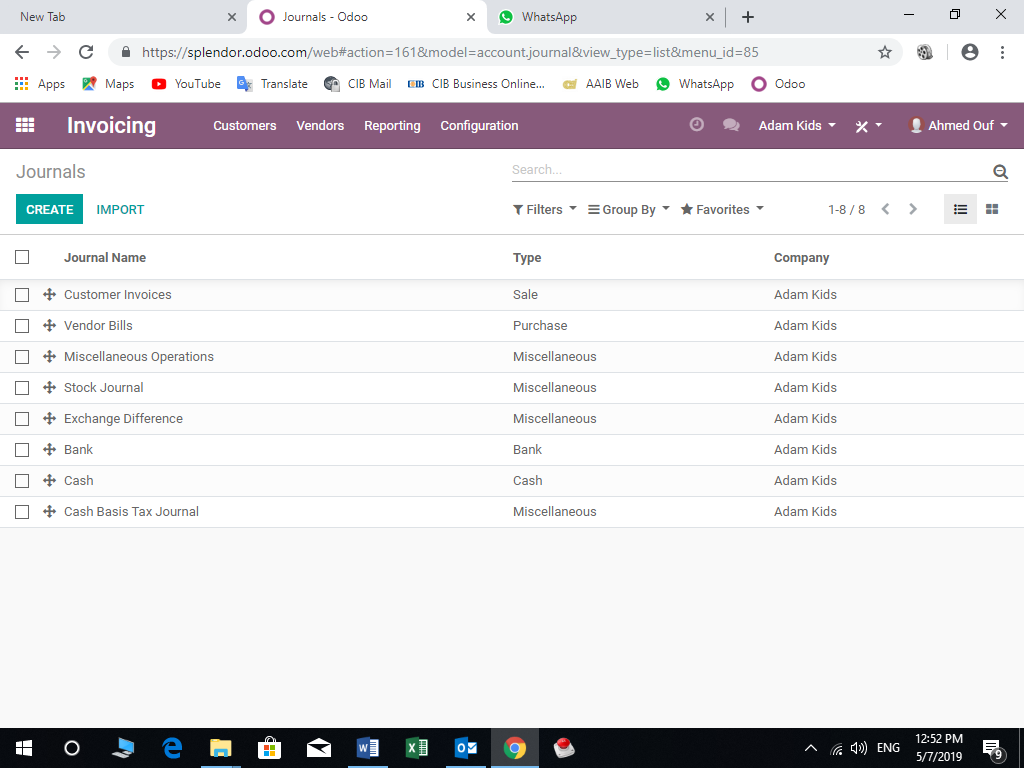 New Tab
Journals - Odoo
WhatsApp
https://splendor.odoo.com/web#action=161&model=account.journal&view_type=list&menu_id=85
Apps Maps YouTube Translate CIB Mail CIB Business Online... AAIB Web WhatsApp Odoo
Invoicing Customers Vendors Reporting Configuration Adam Kids Ahmed Ouf
Journals
Search...
CREATE IMPORT
Filters Group By Favorites 1-8 / 8
Journal Name Type Company
Customer Invoices Sale Adam Kids
Vendor Bills Purchase Adam Kids
Miscellaneous Operations Miscellaneous Adam Kids
Stock Journal Miscellaneous Adam Kids
Exchange Difference Miscellaneous Adam Kids
Bank Bank Adam Kids
Cash Cash Adam Kids
Cash Basis Tax Journal Miscellaneous Adam Kids
ENG
12:52 PM
5/7/2019
9